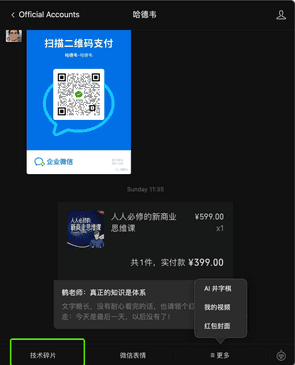 Official Accounts
哈德韦
扫描二维码支付
哈德韦-哈德韦
企业微信
Sunday 11:35
人人必修的
新商业
思维课
人人必修的新商业
思维课
¥599.00
x1
共1件，实付款 ¥399.00
鹤老师：真正的知识是体系
文字略长，没有耐心看完的话，也请领个红
走：今天是最后一天，以后没有了！
AI 井字棋
我的视频
红包封面
技术碎片
微信表情
≡ 更多